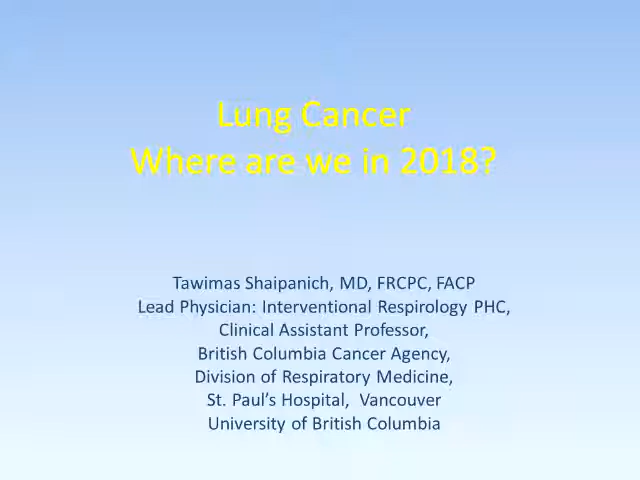 Lung Cancer
Where are we in 2018?
Tawimas Shaipanich, MD, FRCPC, FACP
Lead Physician: Interventional Respirology PHC,
Clinical Assistant Professor,
British Columbia Cancer Agency,
Division of Respiratory Medicine,
St. Paul’s Hospital, Vancouver
University of British Columbia